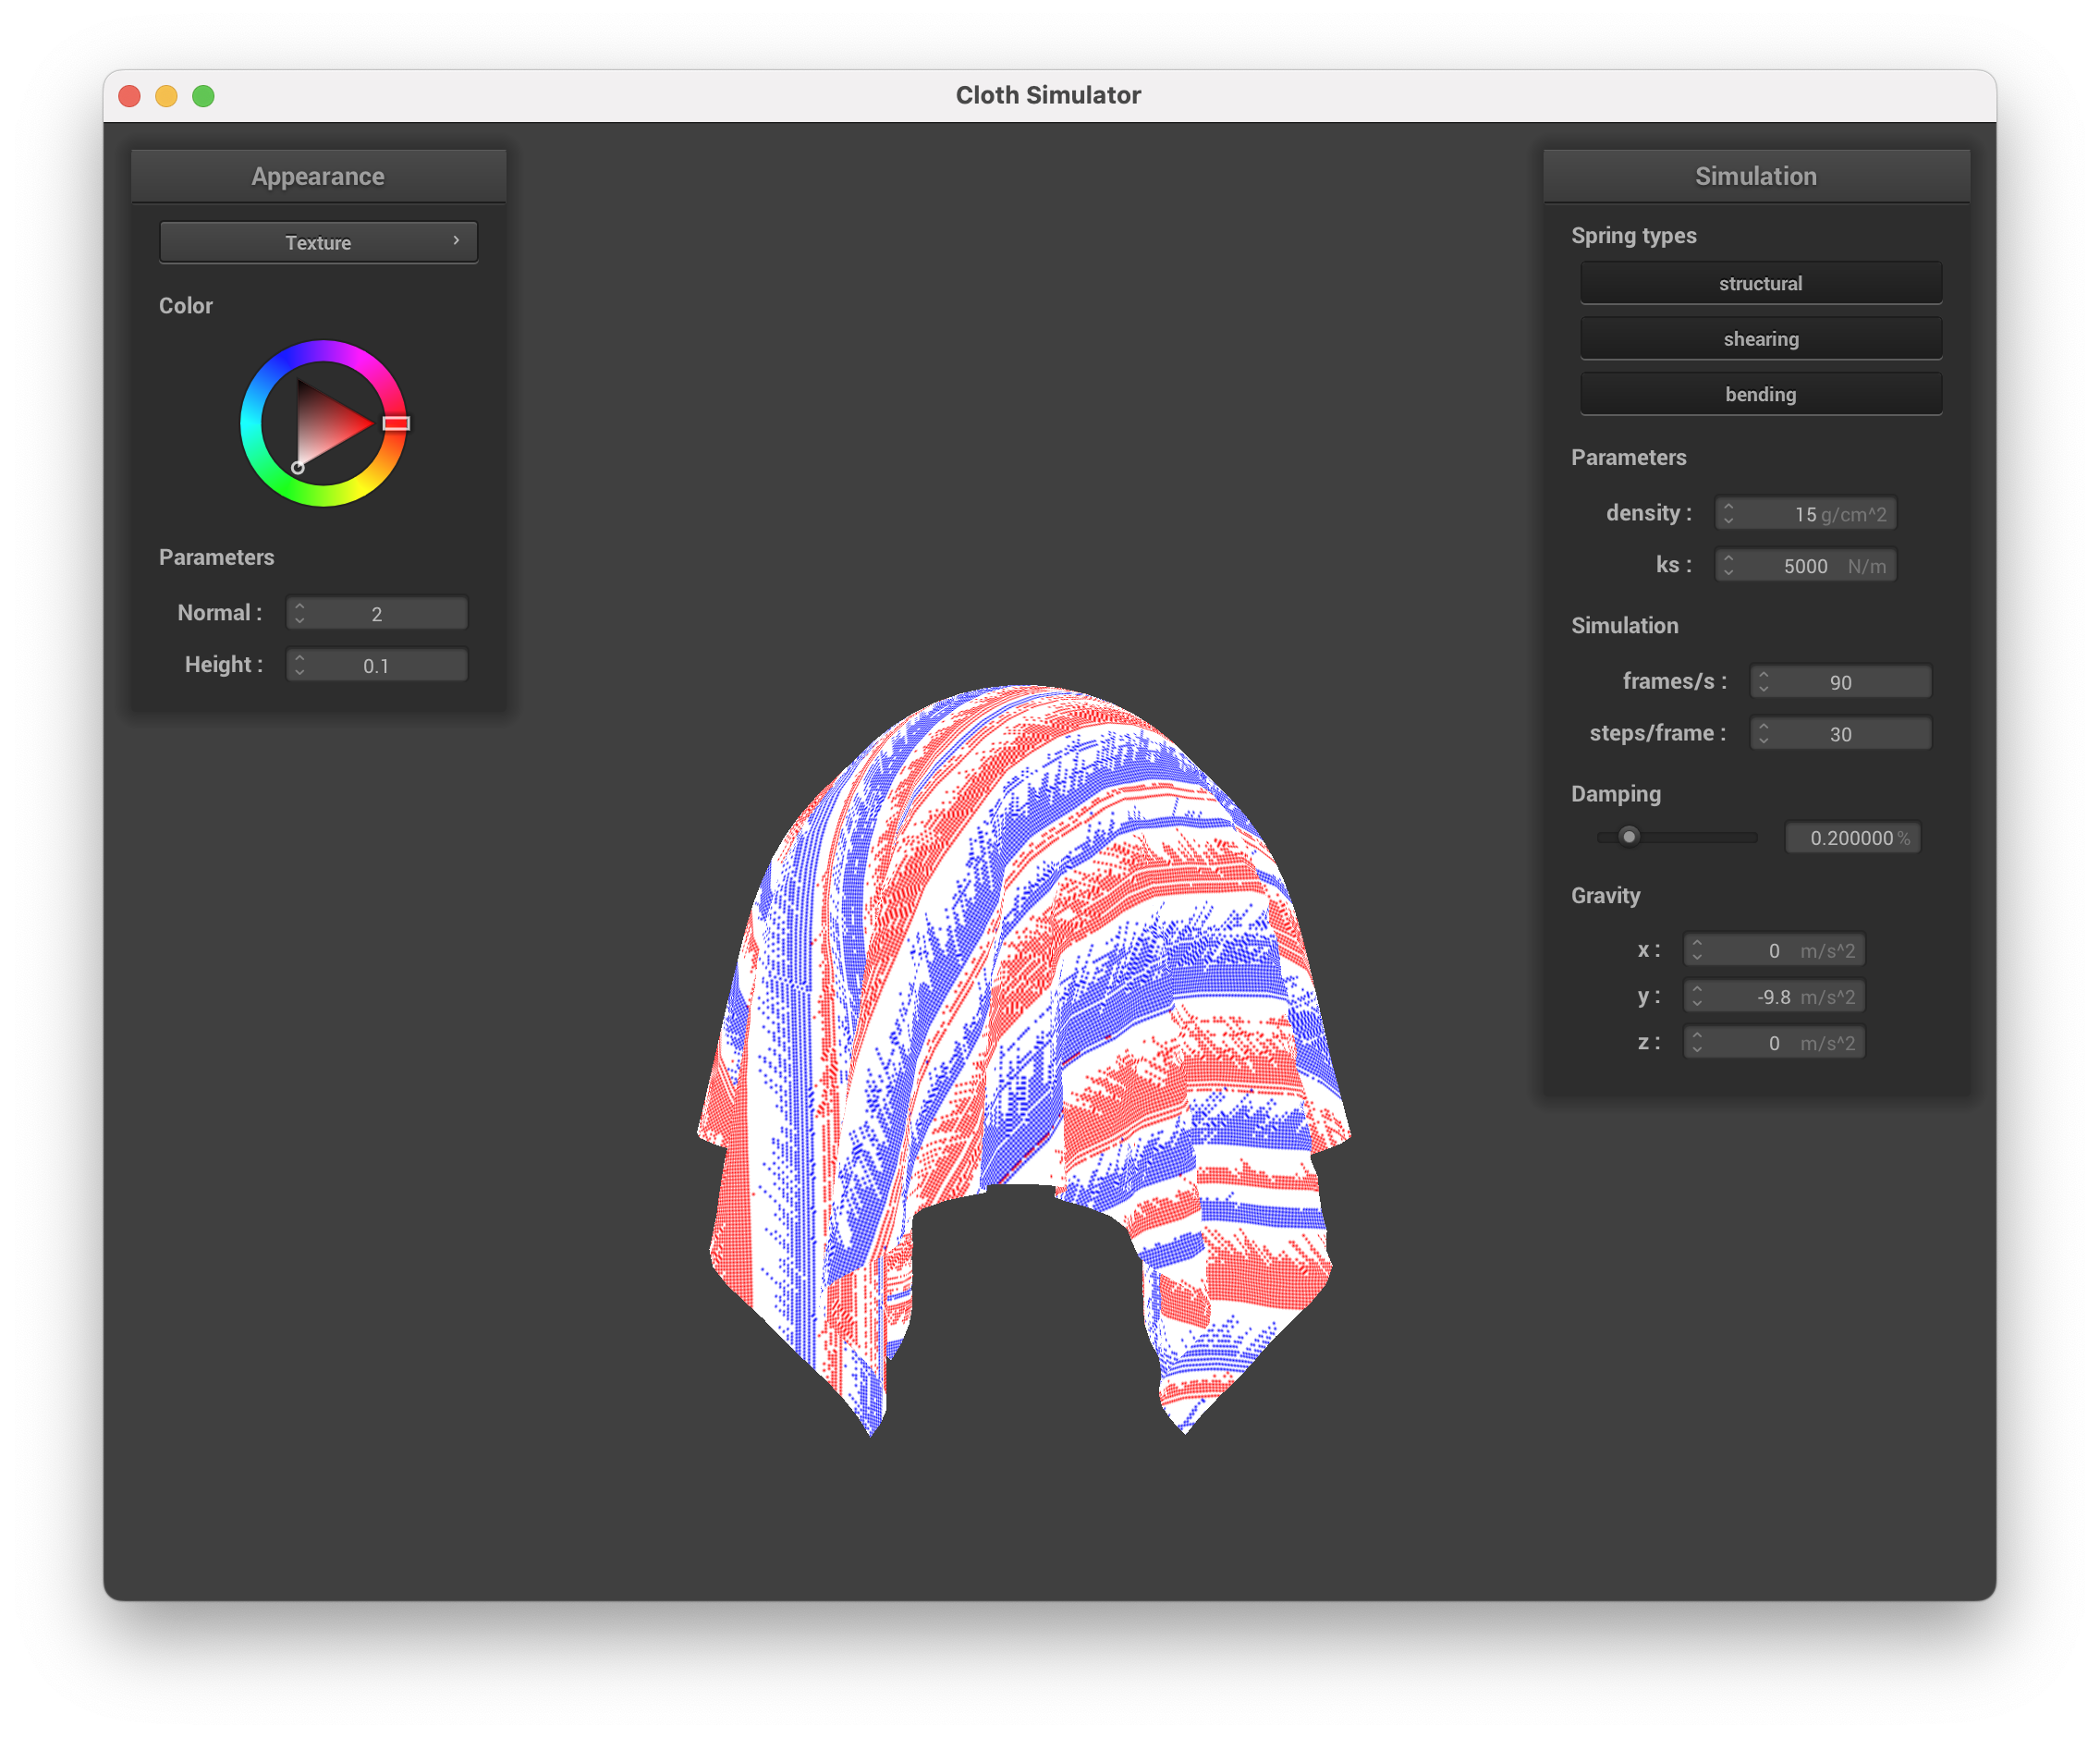 Cloth Simulator
Appearance
Texture
Color
Parameters
Normal : 2
Height : 0.1
Simulation
Spring types
structural
shearing
bending
Parameters
density : 15 g/cm^2
ks : 5000 N/m
Simulation
frames/s : 90
steps/frame : 30
Damping
0.200000 %
Gravity
x : 0 m/s^2
y : -9.8 m/s^2
z : 0 m/s^2